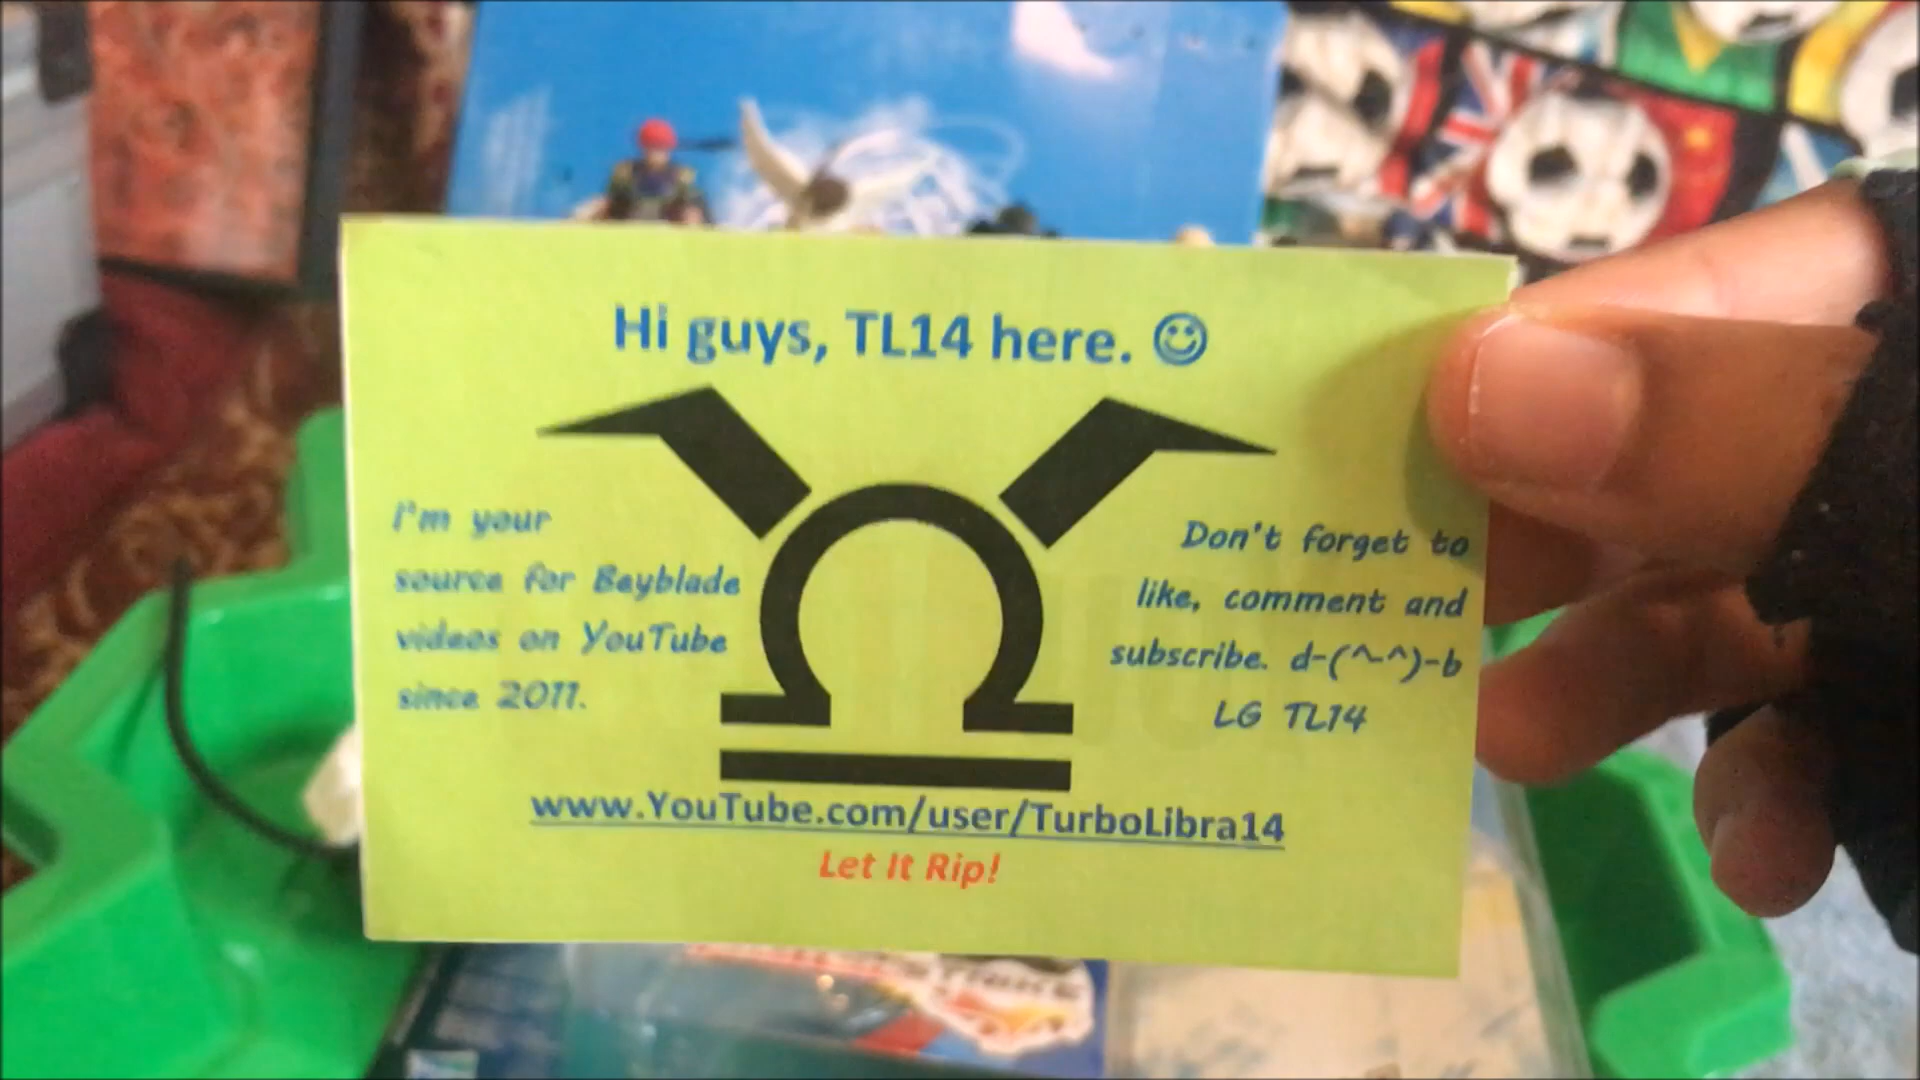 Hi guys, TL14 here. ☺
I'm your
source for Beyblade
videos on YouTube
since 2011.
Don't forget to
like, comment and
subscribe. d-(^-^)-b
LG TL14
www.YouTube.com/user/TurboLibra14
Let It Rip!